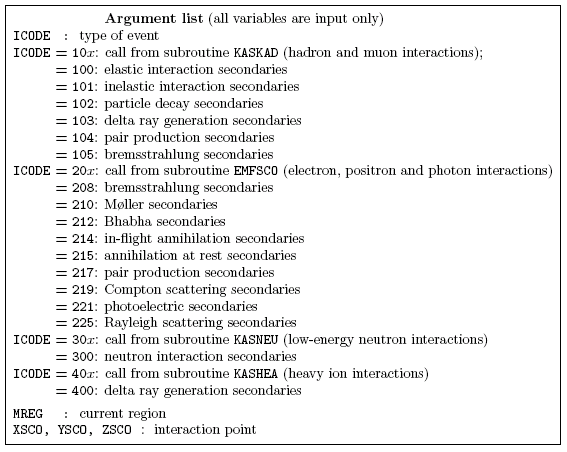 Argument list (all variables are input only)
ICODE : type of event
ICODE = 10x: call from subroutine KASKAD (hadron and muon interactions);
= 100: elastic interaction secondaries
= 101: inelastic interaction secondaries
= 102: particle decay secondaries
= 103: delta ray generation secondaries
= 104: pair production secondaries
= 105: bremsstrahlung secondaries
ICODE = 20x: call from subroutine EMFSCO (electron, positron and photon interactions)
= 208: bremsstrahlung secondaries
= 210: Møller secondaries
= 212: Bhabha secondaries
= 214: in-flight annihilation secondaries
= 215: annihilation at rest secondaries
= 217: pair production secondaries
= 219: Compton scattering secondaries
= 221: photoelectric secondaries
= 225: Rayleigh scattering secondaries
ICODE = 30x: call from subroutine KASNEU (low-energy neutron interactions)
= 300: neutron interaction secondaries
ICODE = 40x: call from subroutine KASHEA (heavy ion interactions)
= 400: delta ray generation secondaries
MREG : current region
XSCO, YSCO, ZSCO : interaction point